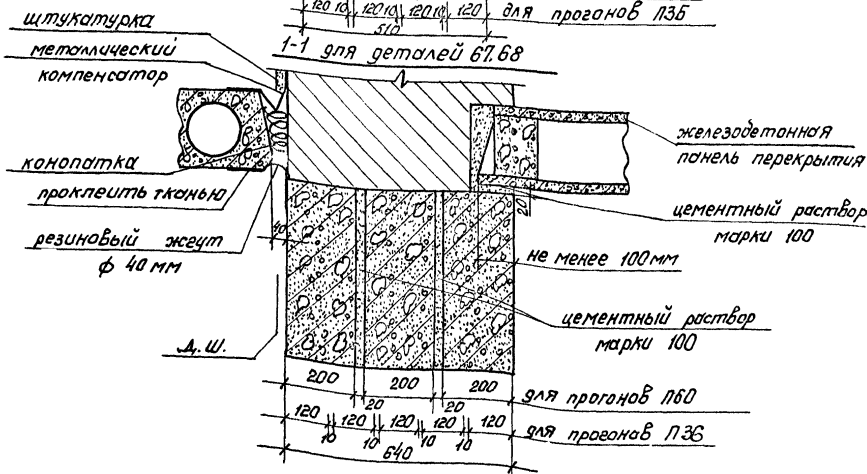 120 10 120 10 120 10 120
для прогонов П36
510
1-1 для деталей 67.68
штукатурка
металлический
компенсатор
конопатка
проклеить тканью
резиновый жгут
ф 40 мм
40
Д.Ш.
железобетонная
панель перекрытия
20
цементный раствор
марки 100
не менее 100 мм
цементный раствор
марки 100
200 200 200
20 20
для прогонов П60
120 120 120 120 120
10 10 10 10
для прогонов П36
640